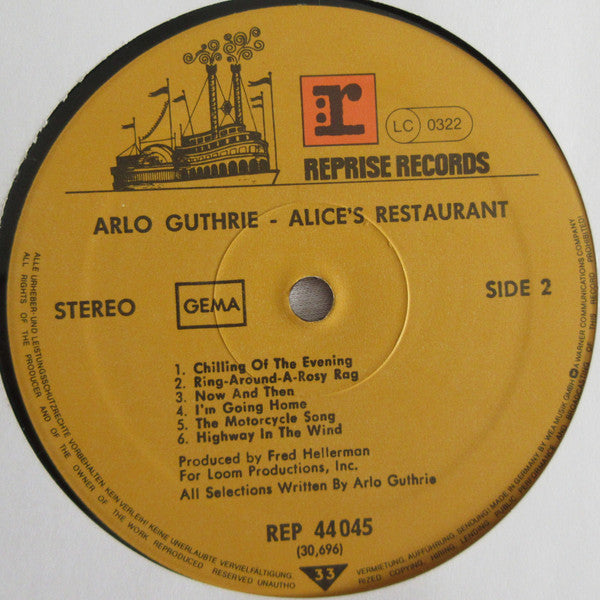 r
LC 0322
REPRISE RECORDS
ARLO GUTHRIE - ALICE'S RESTAURANT
STEREO
GEMA
SIDE 2
1. Chilling Of The Evening
2. Ring-Around-A-Rosy Rag
3. Now And Then
4. I'm Going Home
5. The Motorcycle Song
6. Highway In The Wind
Produced by Fred Hellerman
For Loom Productions, Inc.
All Selections Written By Arlo Guthrie
REP 44 045
(30,696)
33
ALLE URHEBER- UND LEISTUNGSSCHUTZRECHTE VORBEHALTEN KEIN VERLEIH! KEINE UNERLAUBTE VERVIELFÄLTIGUNG,
VERMIETUNG, AUFFÜHRUNG, SENDUNG! MADE IN GERMANY BY WEA MUSIK GMBH A WARNER COMMUNICATIONS COMPANY
ALL RIGHTS OF THE PRODUCER AND OF THE OWNER OF THE WORK REPRODUCED RESERVED UNAUTHO-
RIZED COPYING, HIRING, LENDING, PUBLIC PERFORMANCE AND BROADCASTING OF THIS RECORD PROHIBITED!